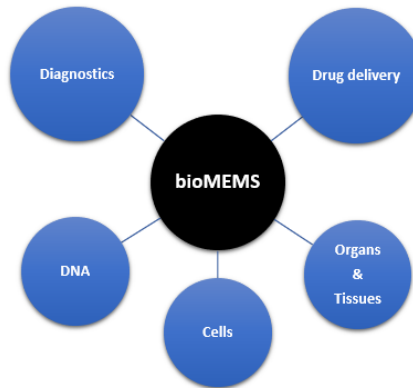 Diagnostics
Drug delivery
bioMEMS
DNA
Organs
&
Tissues
Cells